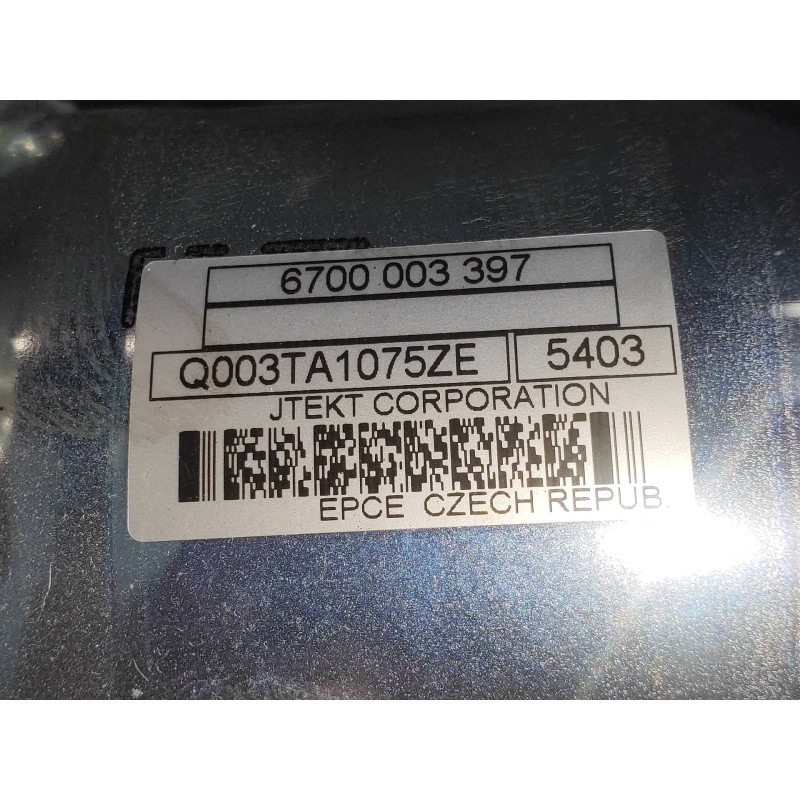 6700 003 397
Q003TA1075ZE 5403
JTEKT CORPORATION
EPCE CZECH REPUB